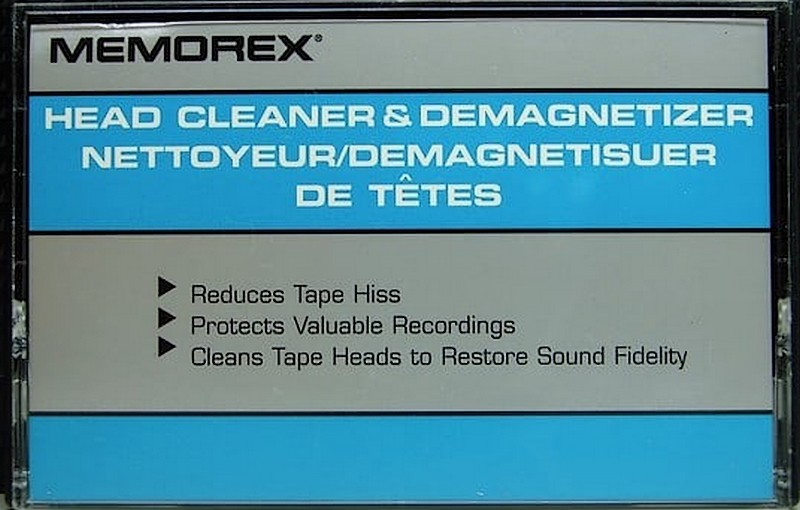 MEMOREX®
HEAD CLEANER & DEMAGNETIZER
NETTOYEUR/DEMAGNETISUER
DE TÊTES
▶ Reduces Tape Hiss
▶ Protects Valuable Recordings
▶ Cleans Tape Heads to Restore Sound Fidelity